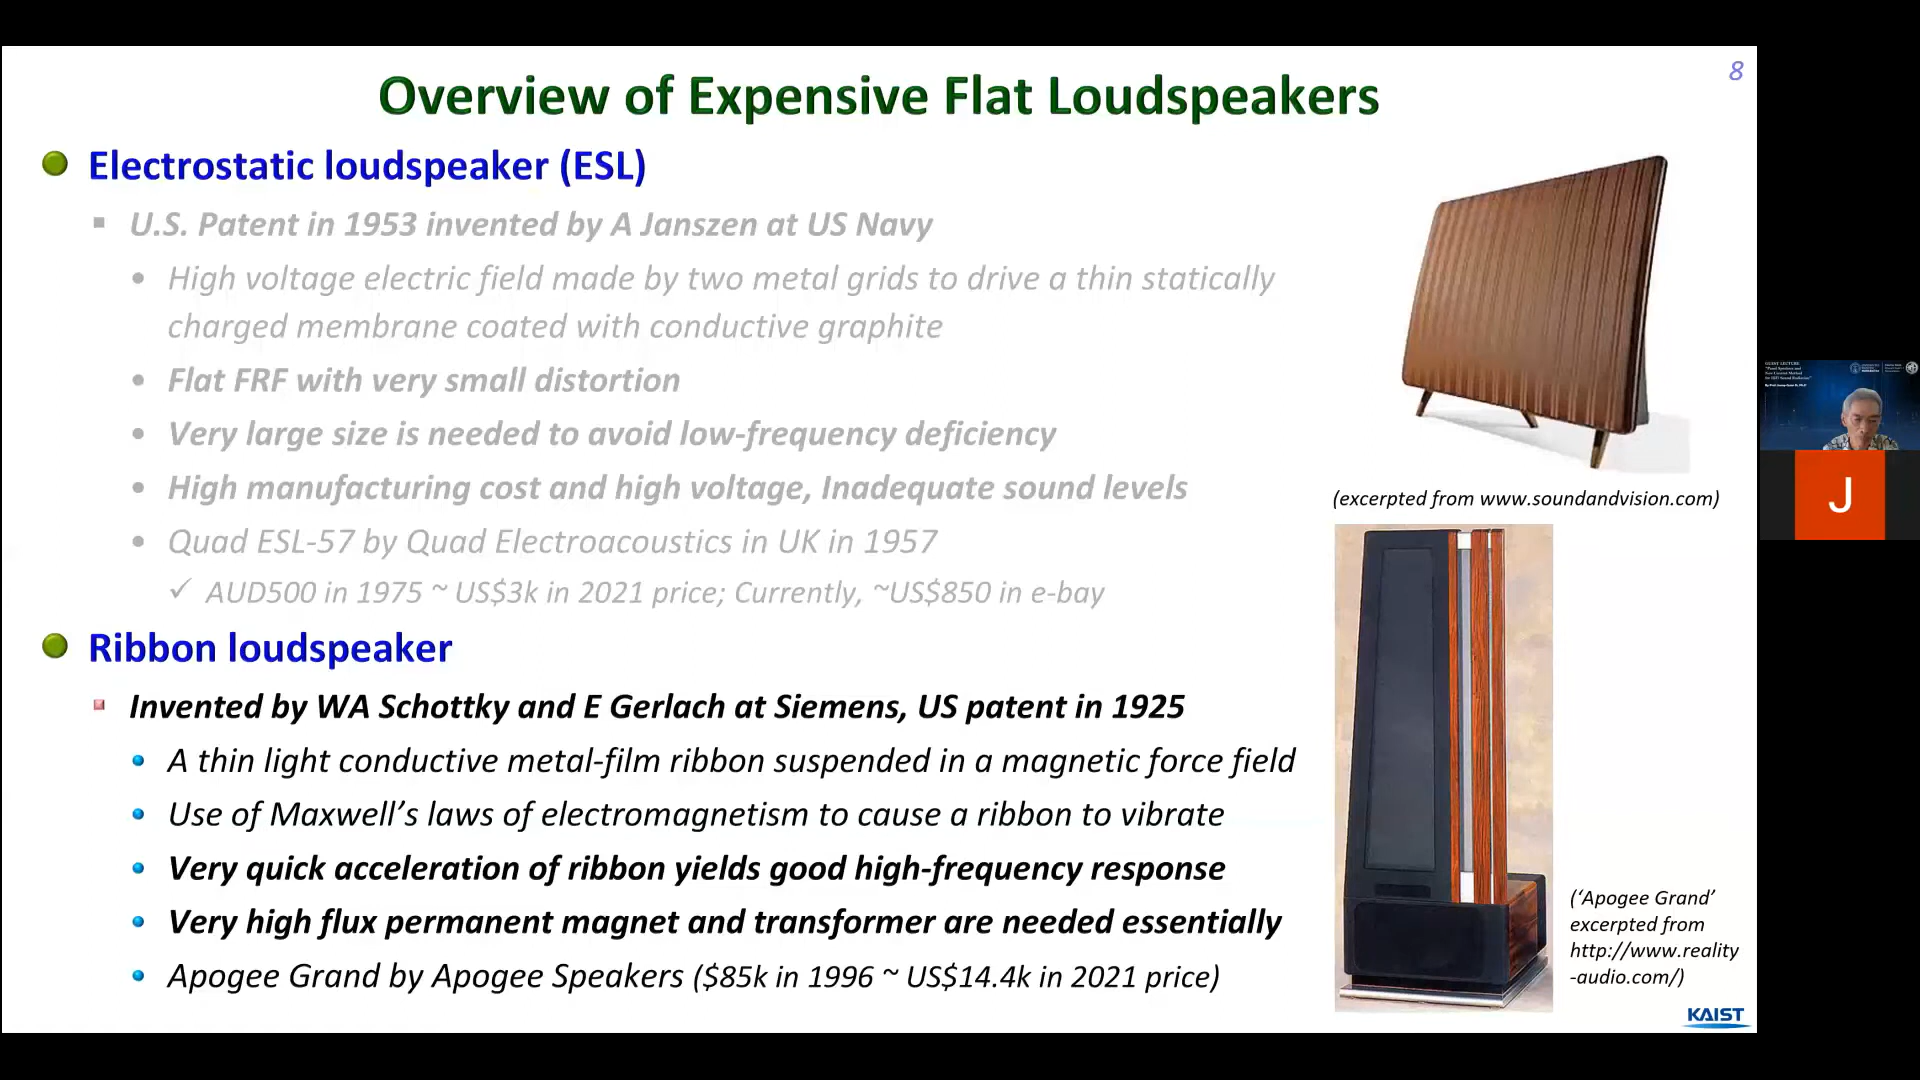 8
Overview of Expensive Flat Loudspeakers
Electrostatic loudspeaker (ESL)
U.S. Patent in 1953 invented by A Janszen at US Navy
High voltage electric field made by two metal grids to drive a thin statically
charged membrane coated with conductive graphite
Flat FRF with very small distortion
Very large size is needed to avoid low-frequency deficiency
High manufacturing cost and high voltage, Inadequate sound levels
Quad ESL-57 by Quad Electroacoustics in UK in 1957
✓ AUD500 in 1975 ~ US$3k in 2021 price; Currently, ~US$850 in e-bay
(excerpted from www.soundandvision.com)
Ribbon loudspeaker
Invented by WA Schottky and E Gerlach at Siemens, US patent in 1925
A thin light conductive metal-film ribbon suspended in a magnetic force field
Use of Maxwell's laws of electromagnetism to cause a ribbon to vibrate
Very quick acceleration of ribbon yields good high-frequency response
Very high flux permanent magnet and transformer are needed essentially
Apogee Grand by Apogee Speakers ($85k in 1996 ~ US$14.4k in 2021 price)
('Apogee Grand'
excerpted from
http://www.reality
-audio.com/)
KAIST
GUEST LECTURE
J